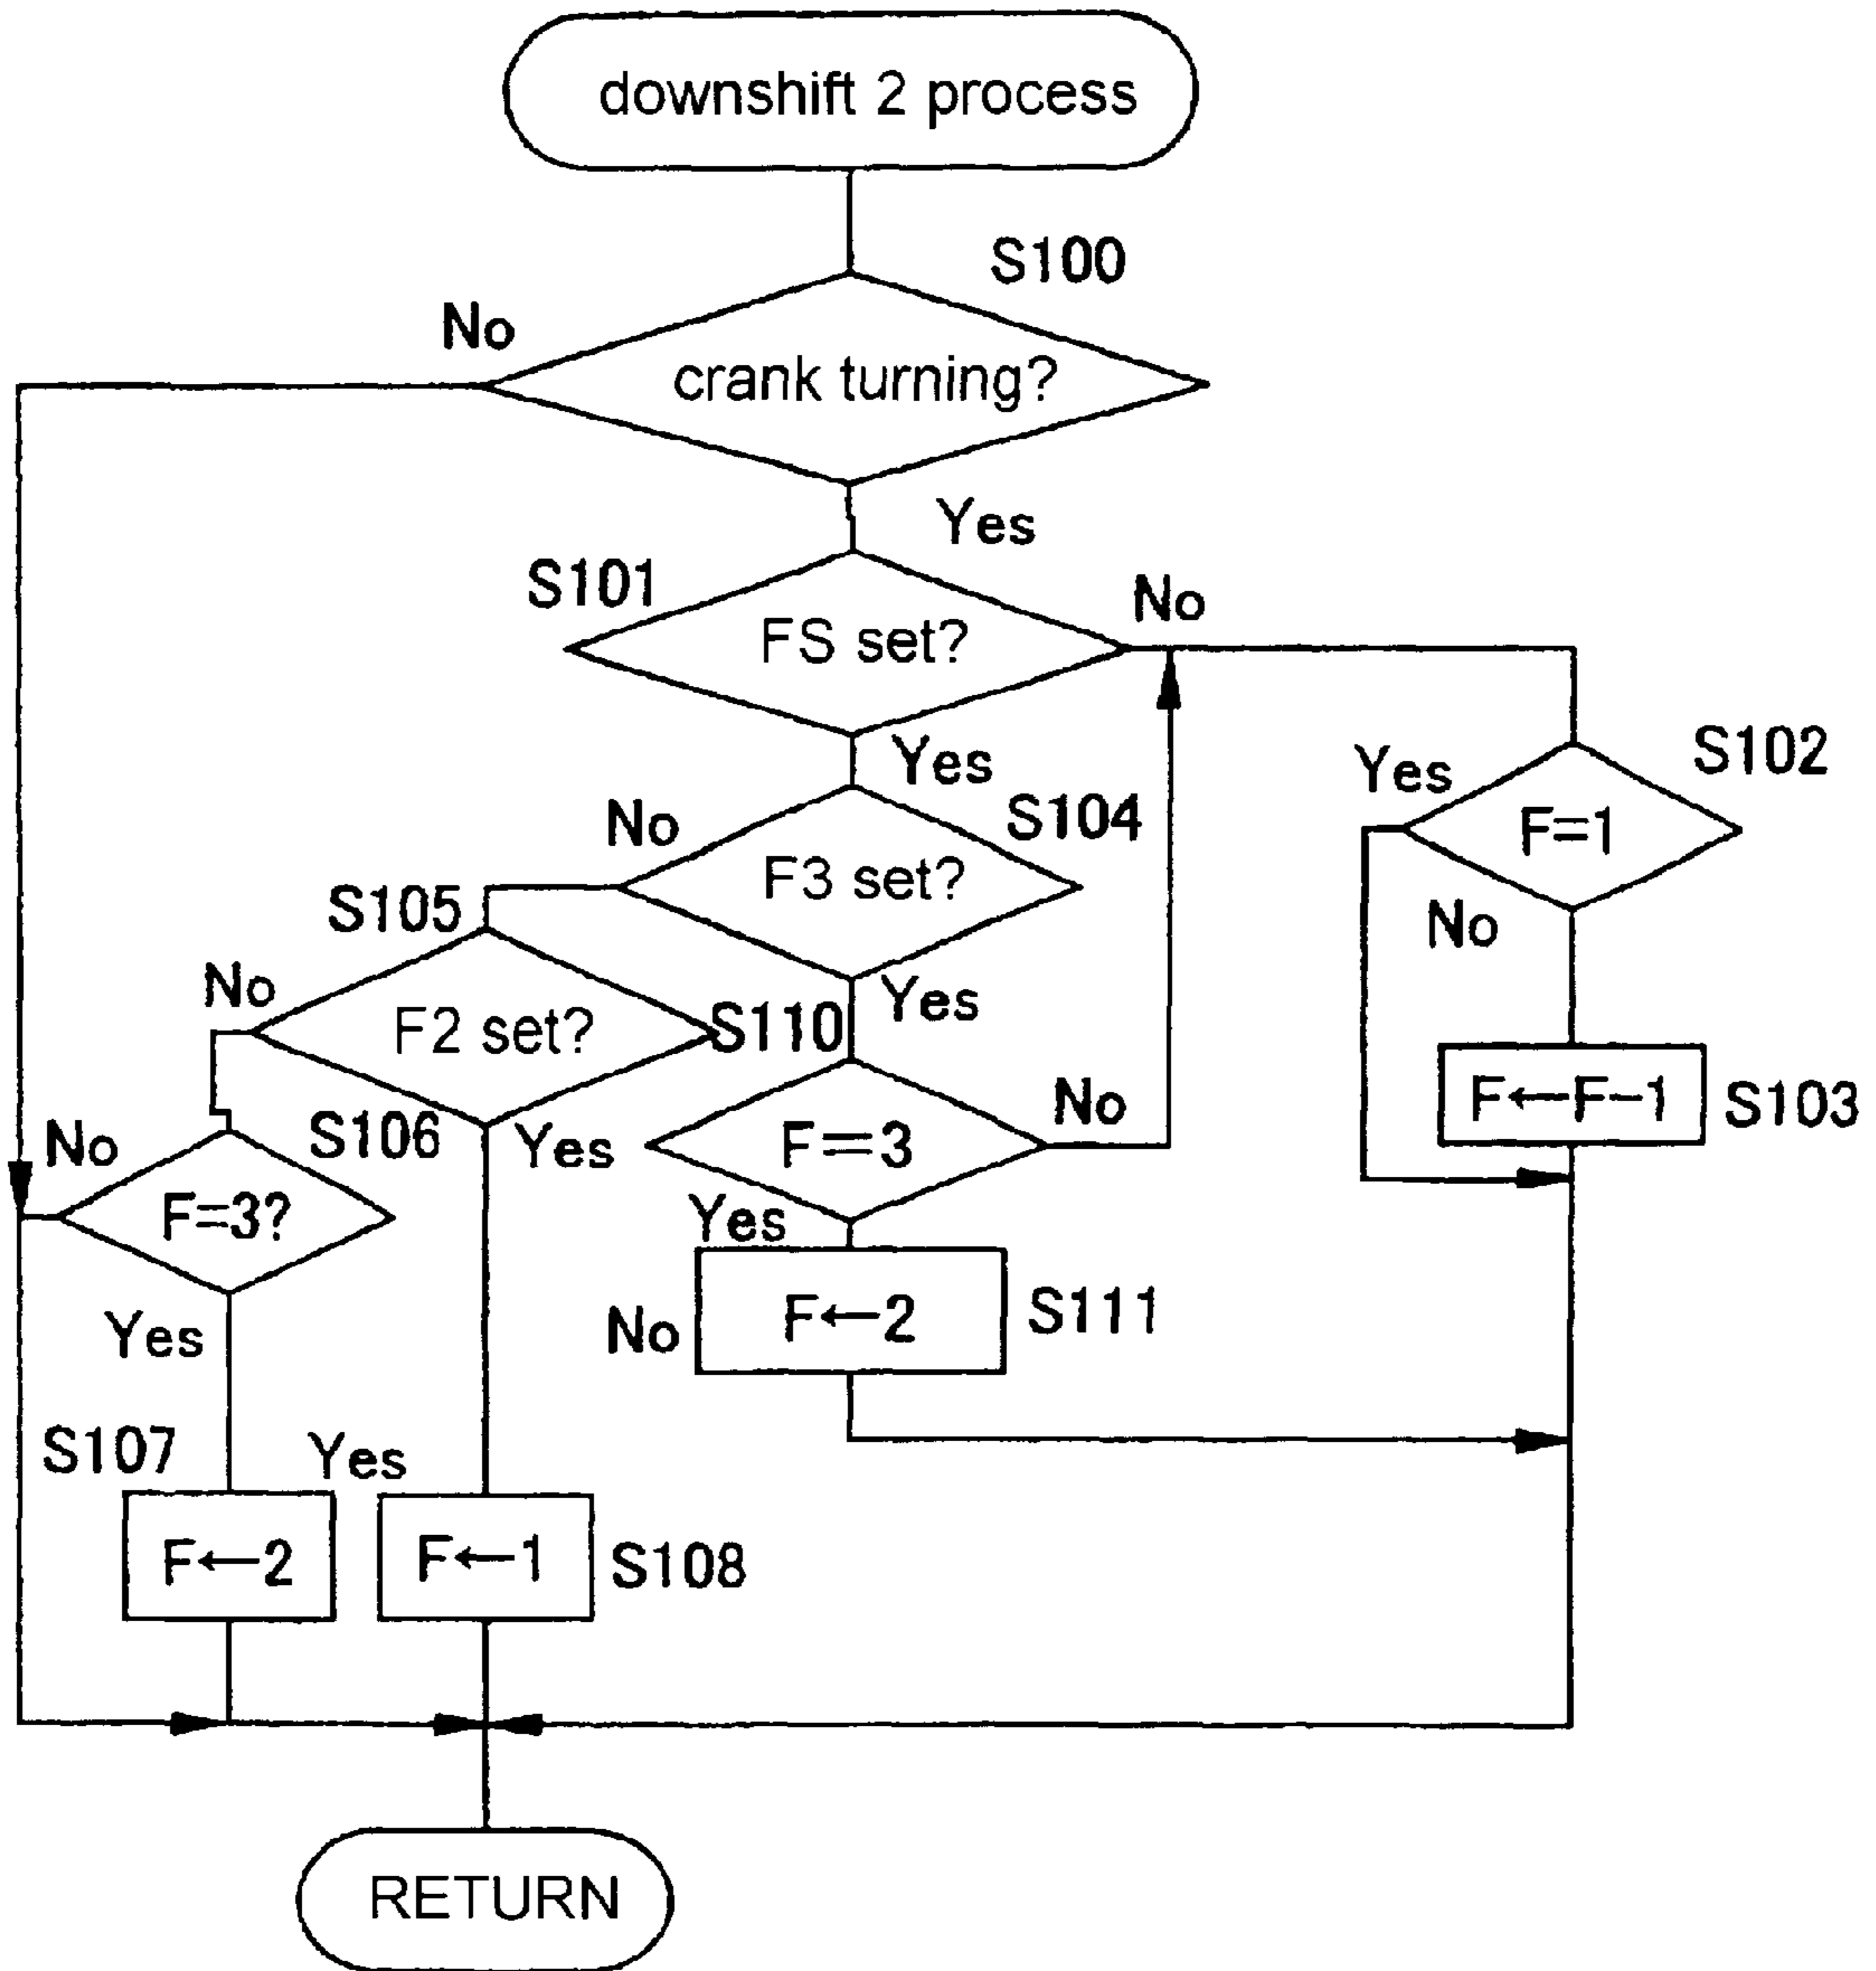 downshift 2 process
S100
No
crank turning?
Yes
S101
FS set?
No
Yes
S102
Yes
F=1
No
S104
No
F3 set?
S105
No
F2 set?
Yes
S110
F←F-1
S103
No
S106
F=3?
Yes
F=3
No
Yes
Yes
No
F←2
S111
S107
Yes
F←2
F←1
S108
RETURN